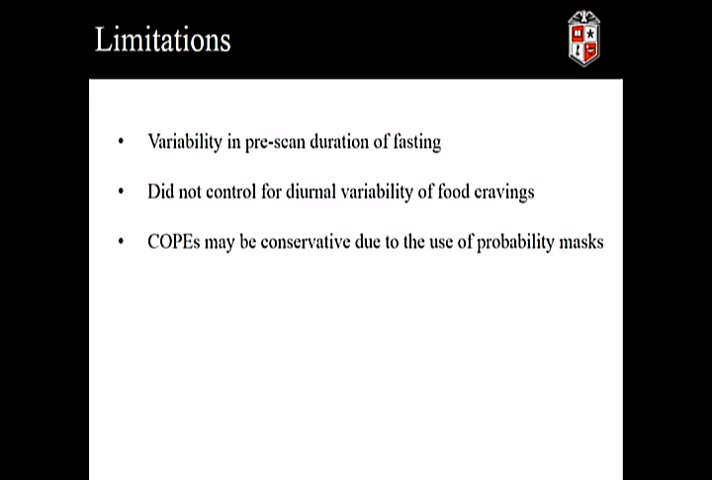 Limitations
• Variability in pre-scan duration of fasting
• Did not control for diurnal variability of food cravings
• COPEs may be conservative due to the use of probability masks